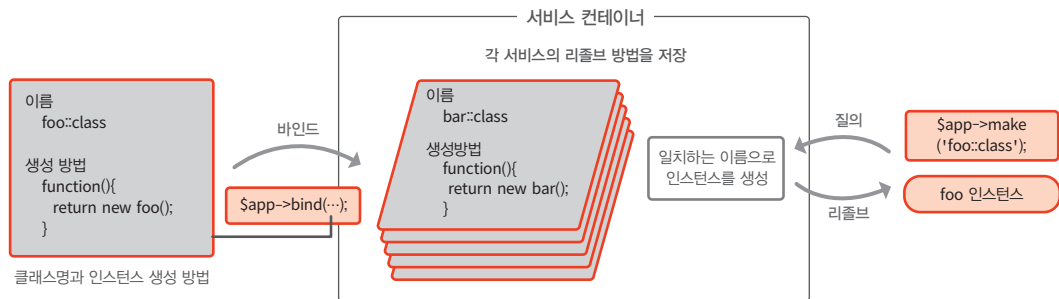 서비스 컨테이너
각 서비스의 리졸브 방법을 저장
이름
foo::class
생성 방법
function(){
return new foo();
}
클래스명과 인스턴스 생성 방법
바인드
$app->bind(…);
이름
bar::class
생성방법
function(){
return new bar();
}
일치하는 이름으로
인스턴스를 생성
질의
리졸브
$app->make
('foo::class');
foo 인스턴스